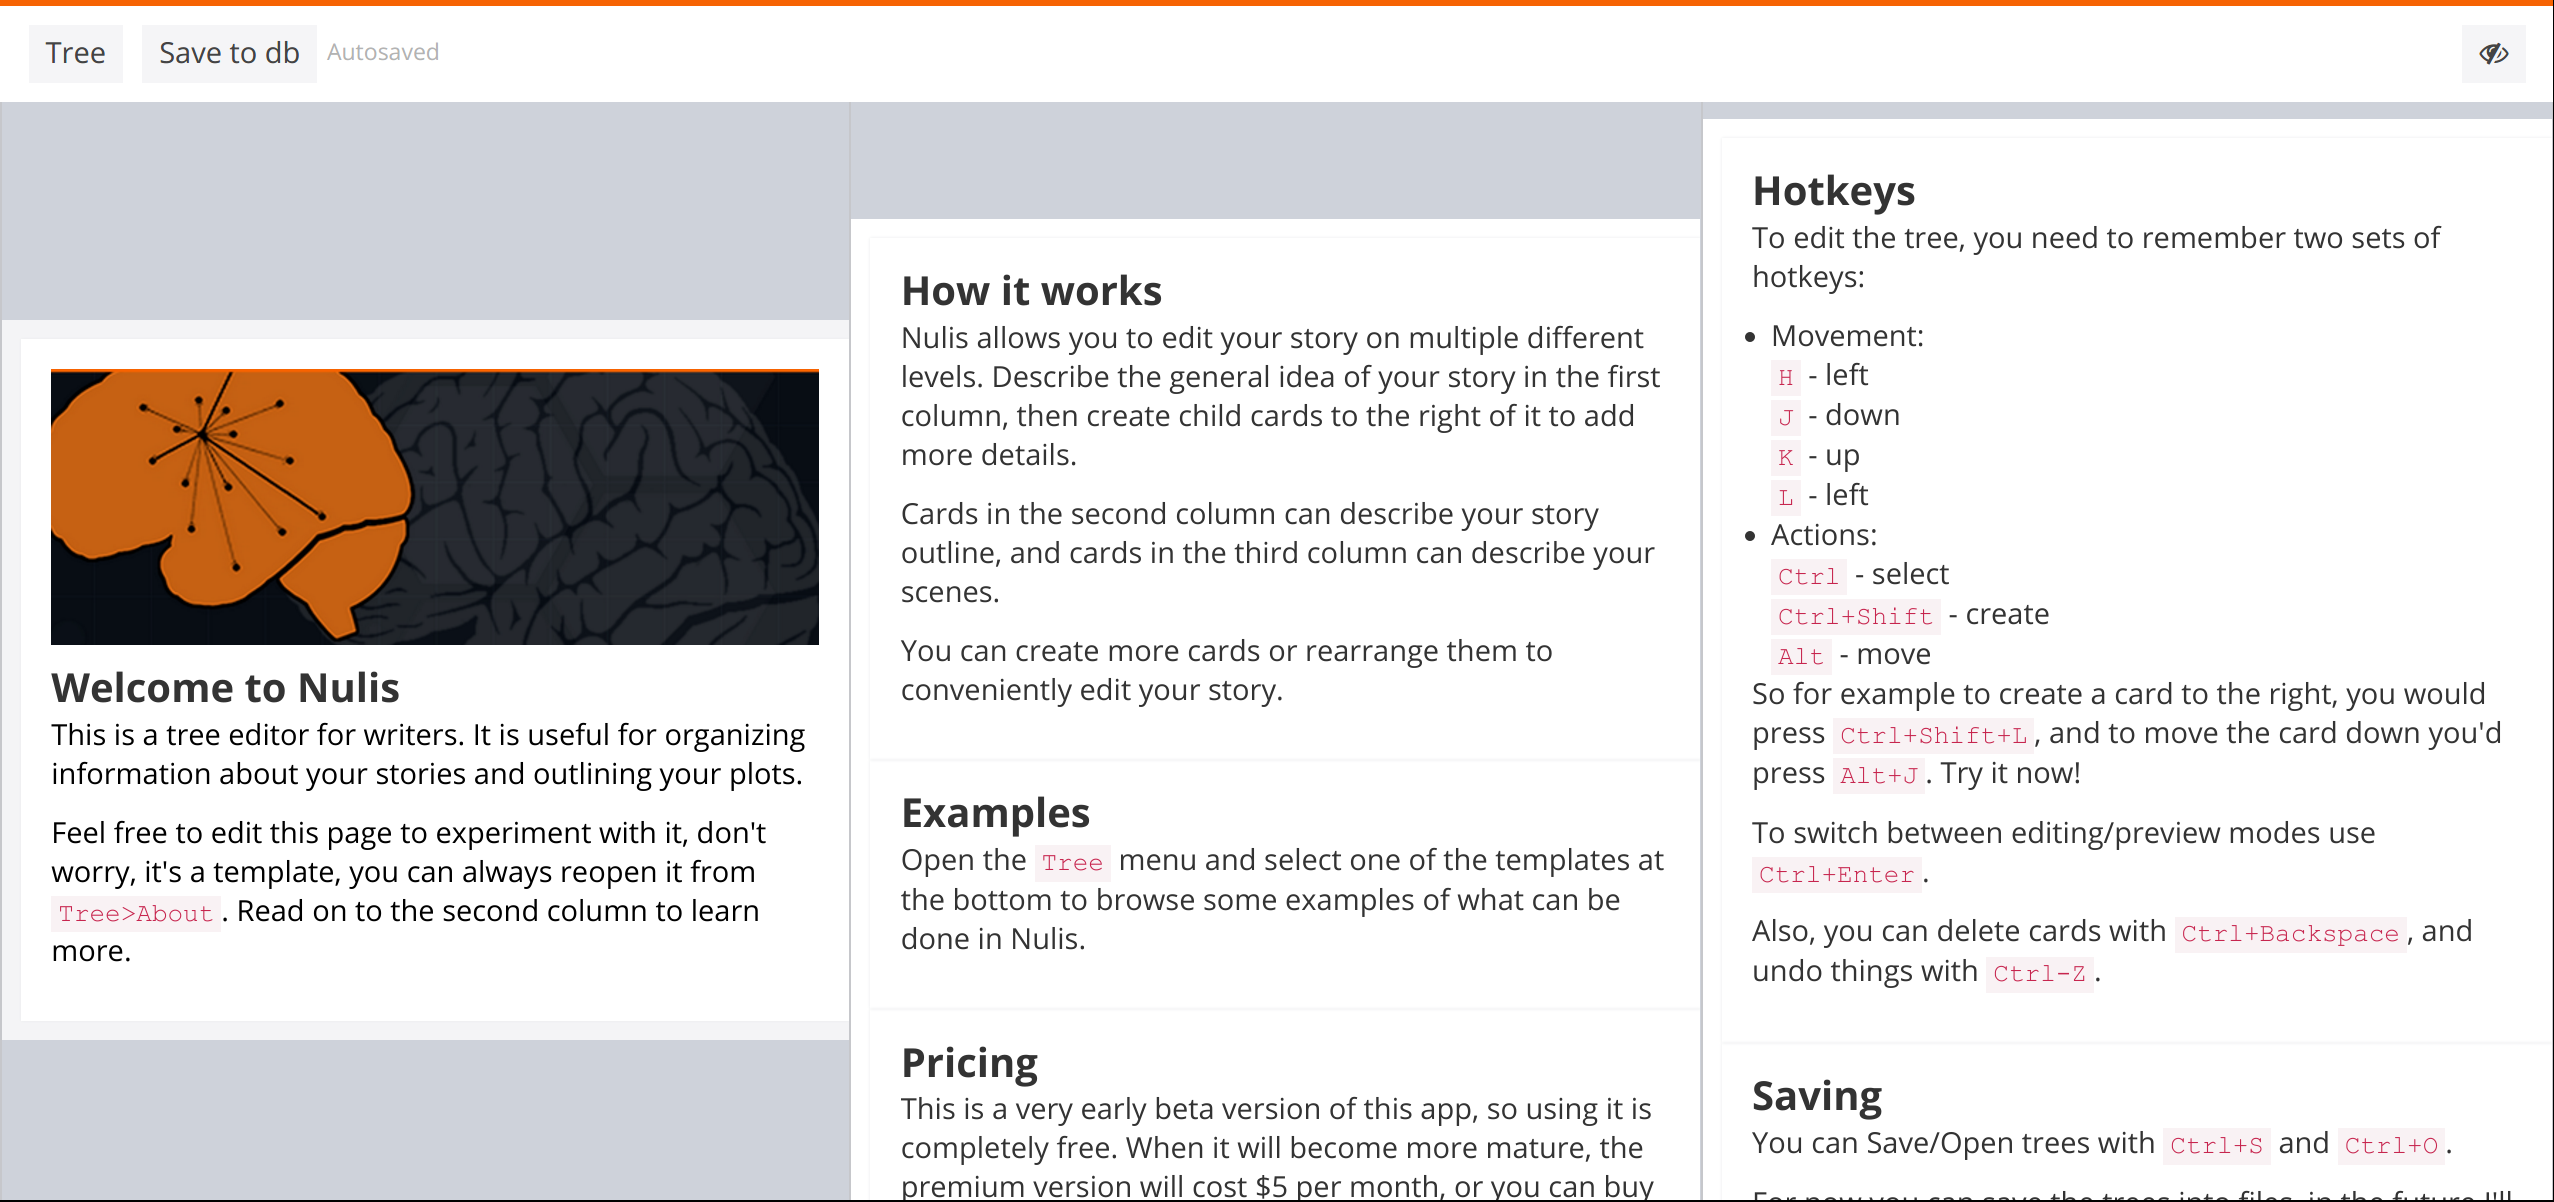 Tree
Save to db
Autosaved
Welcome to Nulis
This is a tree editor for writers. It is useful for organizing
information about your stories and outlining your plots.
Feel free to edit this page to experiment with it, don't
worry, it's a template, you can always reopen it from
Tree>About. Read on to the second column to learn
more.
How it works
Nulis allows you to edit your story on multiple different
levels. Describe the general idea of your story in the first
column, then create child cards to the right of it to add
more details.
Cards in the second column can describe your story
outline, and cards in the third column can describe your
scenes.
You can create more cards or rearrange them to
conveniently edit your story.
Examples
Open the Tree menu and select one of the templates at
the bottom to browse some examples of what can be
done in Nulis.
Pricing
This is a very early beta version of this app, so using it is
completely free. When it will become more mature, the
premium version will cost $5 per month, or you can buy
Hotkeys
To edit the tree, you need to remember two sets of
hotkeys:
• Movement:
H - left
J - down
K - up
L - left
• Actions:
Ctrl - select
Ctrl+Shift - create
Alt - move
So for example to create a card to the right, you would
press Ctrl+Shift+L, and to move the card down you'd
press Alt+J. Try it now!
To switch between editing/preview modes use
Ctrl+Enter.
Also, you can delete cards with Ctrl+Backspace, and
undo things with Ctrl-Z.
Saving
You can Save/Open trees with Ctrl+S and Ctrl+O.
For now you can save the trees into files, in the future I'll